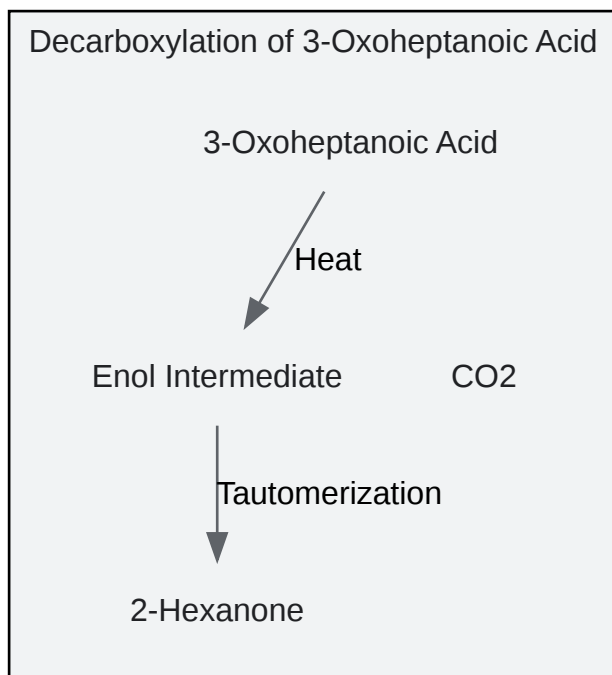 Decarboxylation of 3-Oxoheptanoic Acid
3-Oxoheptanoic Acid
Heat
Enol Intermediate CO2
Tautomerization
2-Hexanone